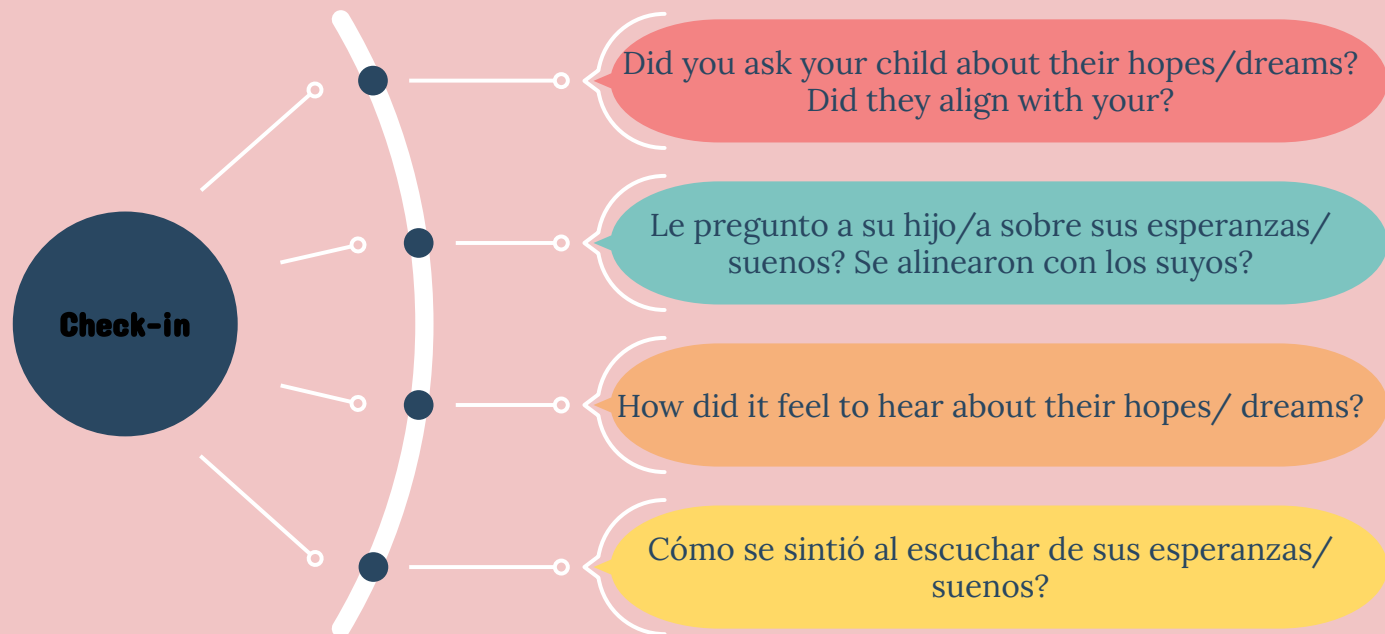 Check-in
Did you ask your child about their hopes/dreams?
Did they align with your?
Le pregunto a su hijo/a sobre sus esperanzas/
suenos? Se alinearon con los suyos?
How did it feel to hear about their hopes/ dreams?
Cómo se sintió al escuchar de sus esperanzas/
suenos?